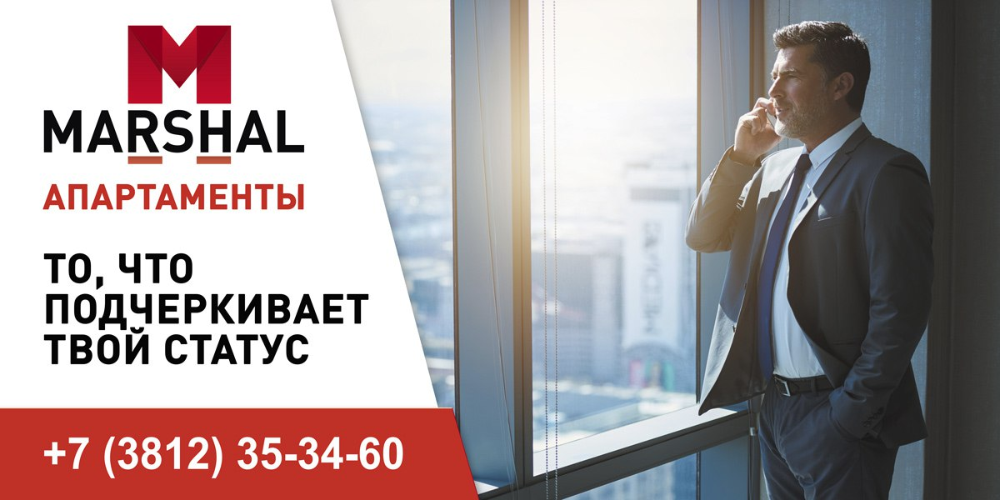 M
MARSHAL
АПАРТАМЕНТЫ
ТО, ЧТО
ПОДЧЕРКИВАЕТ
ТВОЙ СТАТУС
+7 (3812) 35-34-60